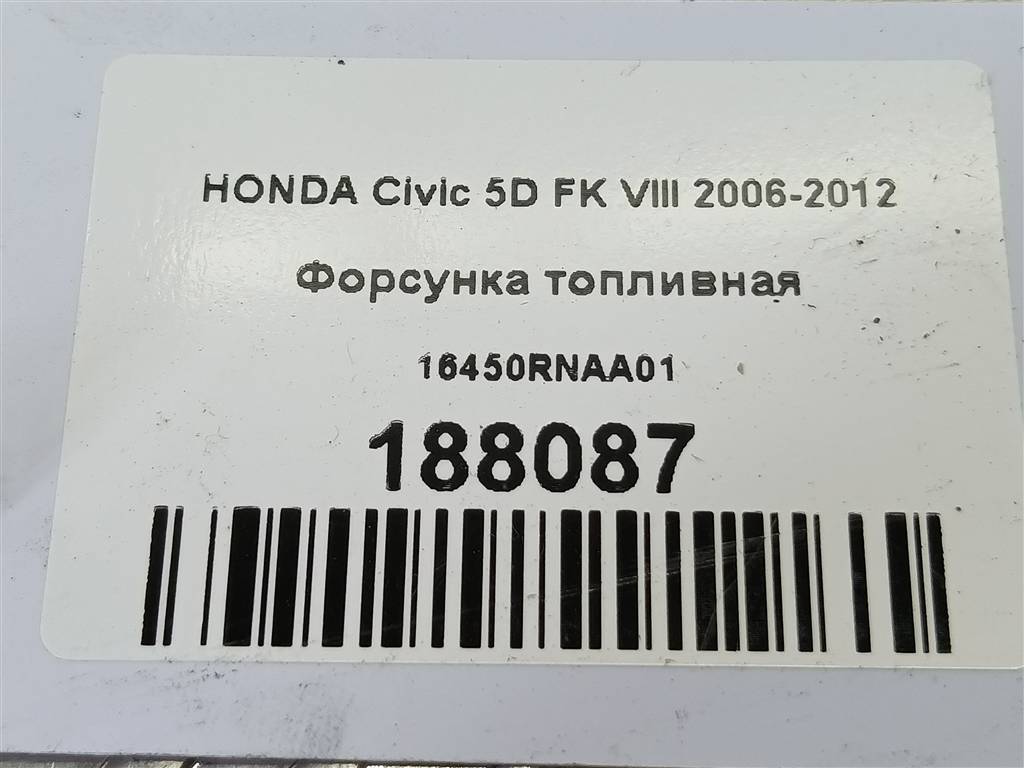 HONDA Civic 5D FK VIII 2006-2012
Форсунка топливная
16450RNAA01
188087